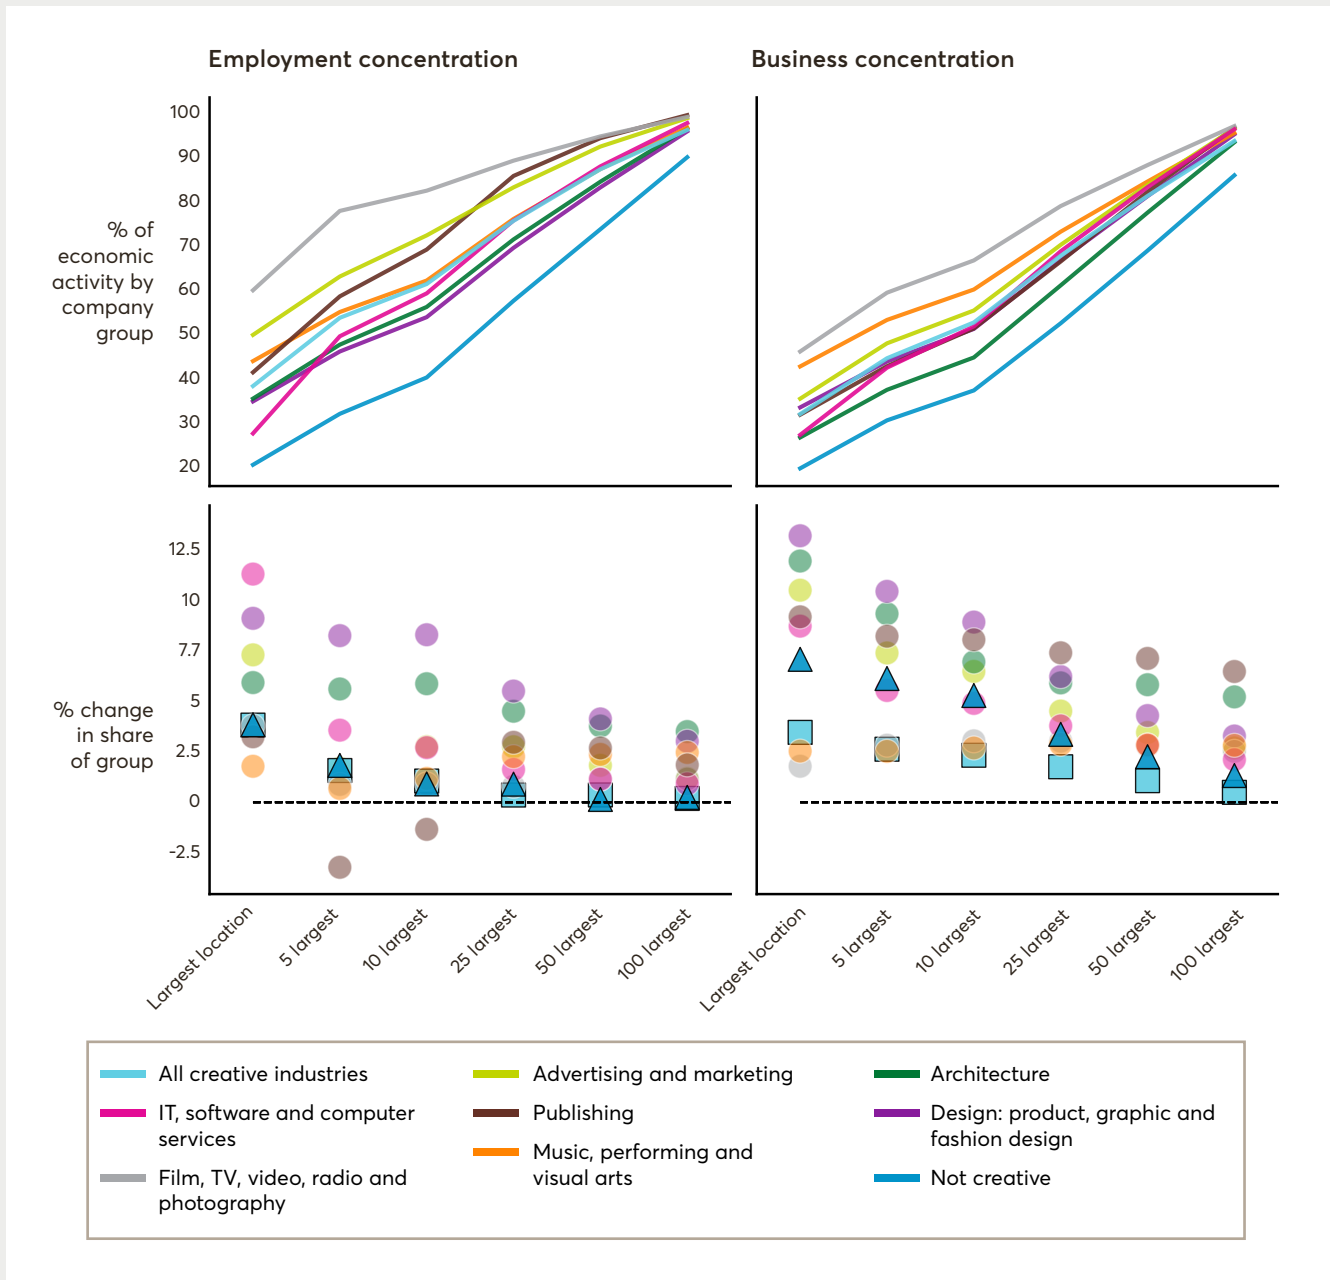 Employment concentration
Business concentration
% of
economic
activity by
company
group
100
90
80
70
60
50
40
30
20
% change
in share
of group
12.5
10
7.7
5
2.5
0
-2.5
Largest location
5 largest
10 largest
25 largest
50 largest
100 largest
Largest location
5 largest
10 largest
25 largest
50 largest
100 largest
All creative industries
IT, software and computer
services
Film, TV, video, radio and
photography
Advertising and marketing
Publishing
Music, performing and
visual arts
Architecture
Design: product, graphic and
fashion design
Not creative